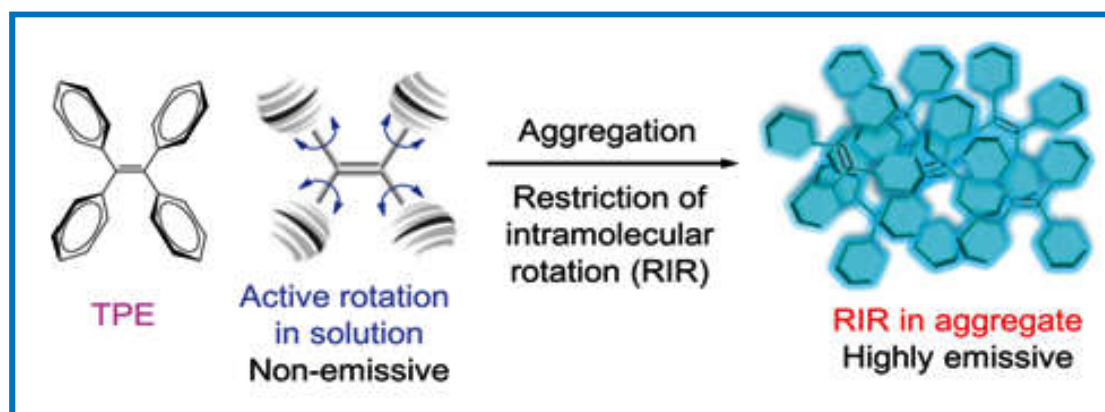 TPE
Active rotation
in solution
Non-emissive
Aggregation
Restriction of
intramolecular
rotation (RIR)
RIR in aggregate
Highly emissive